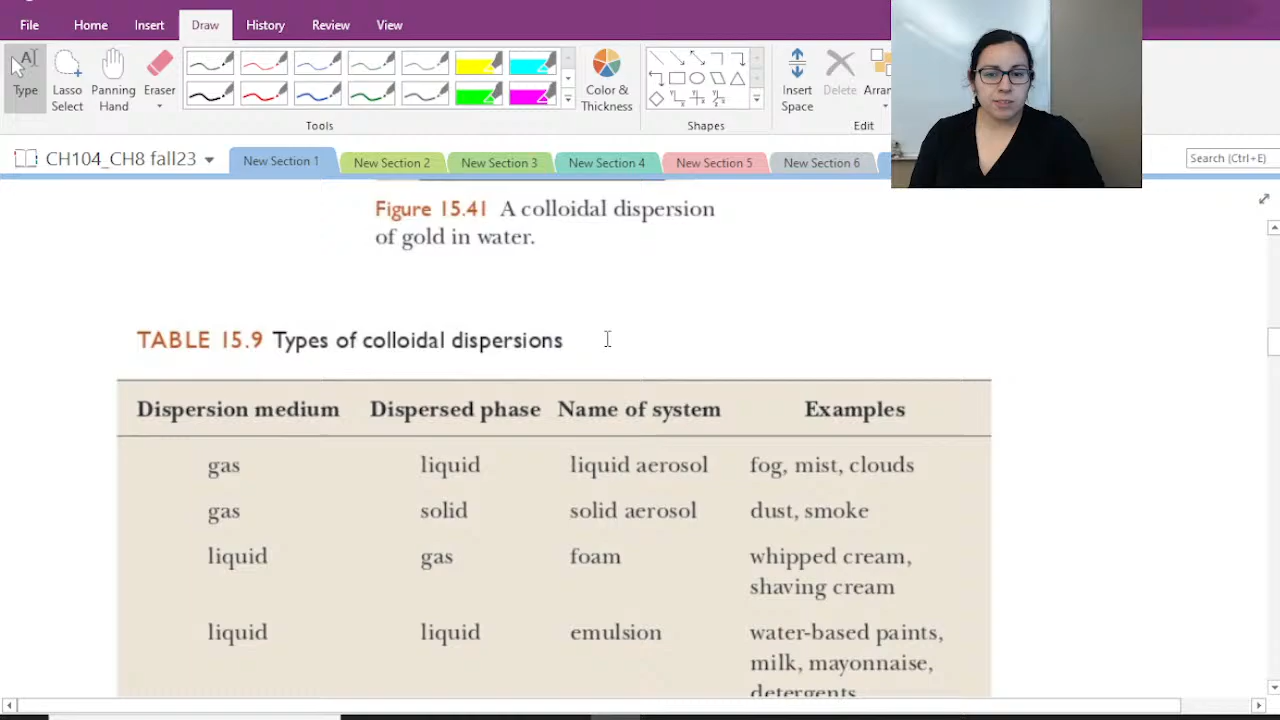 File Home Insert Draw History Review View
Type
Lasso Select
Panning Hand
Eraser
Color & Thickness
Insert Space
Delete
Tools Shapes Edit
CH104_CH8 fall23 New Section 1 New Section 2 New Section 3 New Section 4 New Section 5 New Section 6 Search (Ctrl+E)
Figure 15.41 A colloidal dispersion
of gold in water.
TABLE 15.9 Types of colloidal dispersions
Dispersion medium Dispersed phase Name of system Examples
gas liquid liquid aerosol fog, mist, clouds
gas solid solid aerosol dust, smoke
liquid gas foam whipped cream,
shaving cream
liquid liquid emulsion water-based paints,
milk, mayonnaise,
detergents